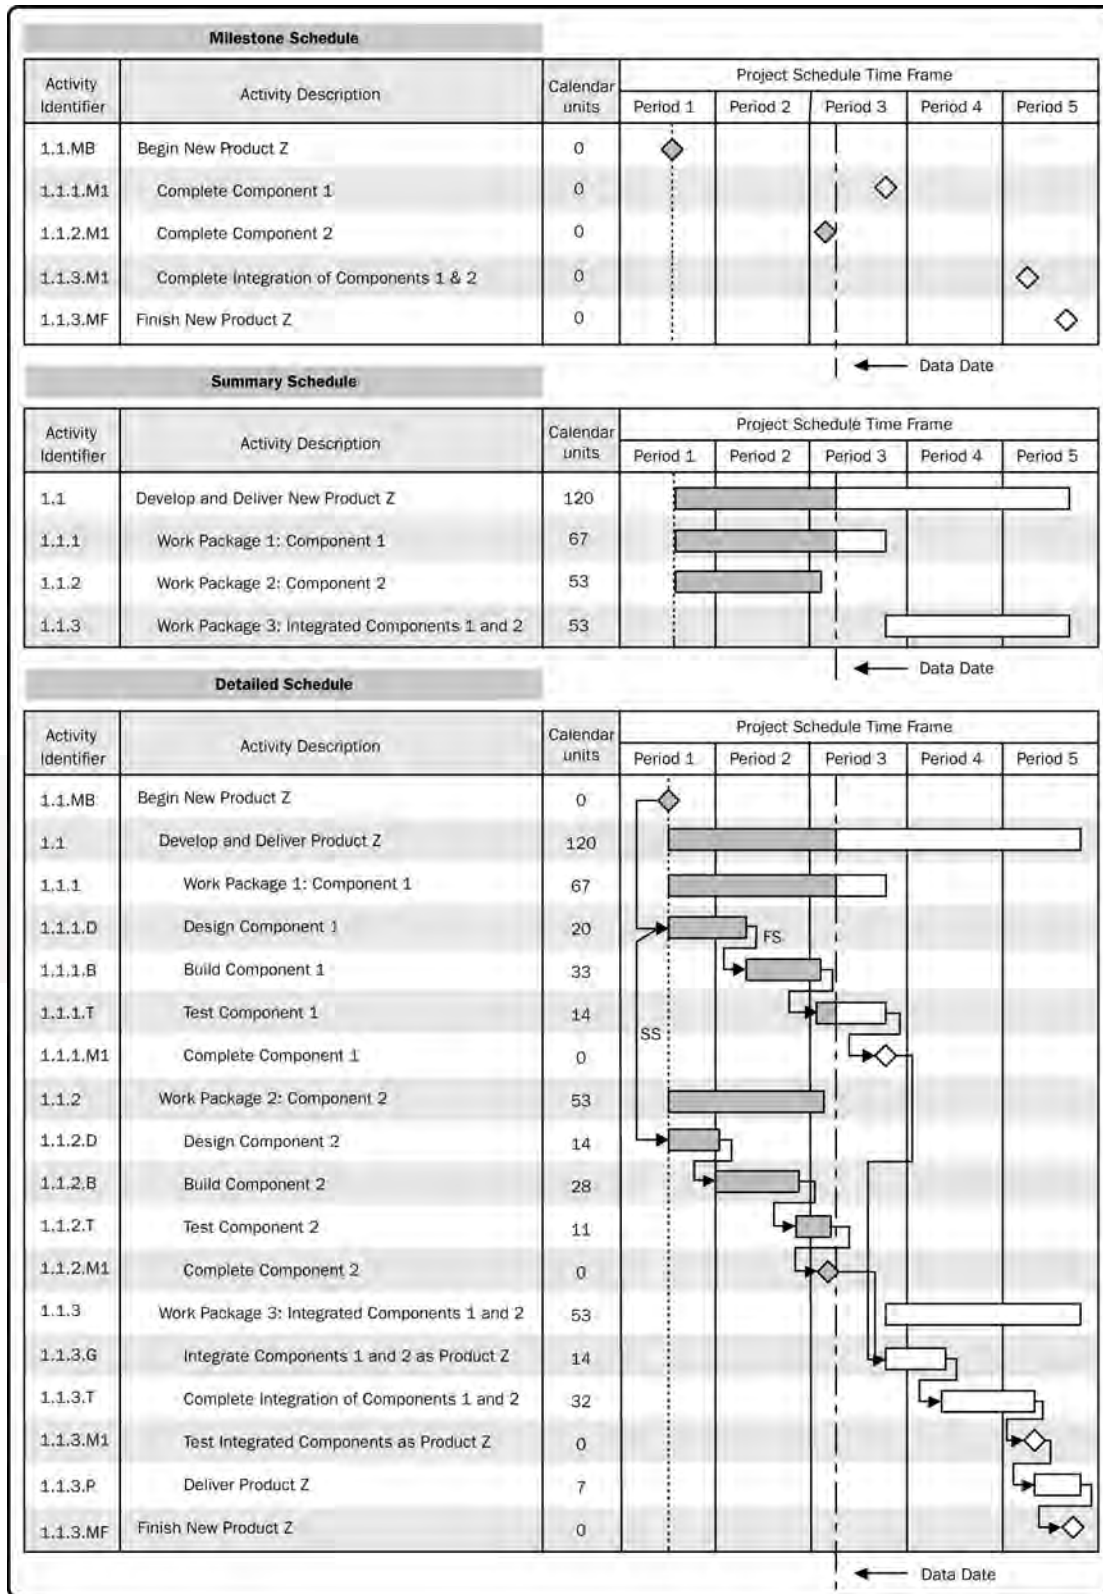 Milestone Schedule
Activity Identifier Activity Description Calendar units Project Schedule Time Frame
Period 1 Period 2 Period 3 Period 4 Period 5
1.1.MB Begin New Product Z 0
1.1.1.M1 Complete Component 1 0
1.1.2.M1 Complete Component 2 0
1.1.3.M1 Complete Integration of Components 1 & 2 0
1.1.3.MF Finish New Product Z 0
Data Date
Summary Schedule
Activity Identifier Activity Description Calendar units Project Schedule Time Frame
Period 1 Period 2 Period 3 Period 4 Period 5
1.1 Develop and Deliver New Product Z 120
1.1.1 Work Package 1: Component 1 67
1.1.2 Work Package 2: Component 2 53
1.1.3 Work Package 3: Integrated Components 1 and 2 53
Data Date
Detailed Schedule
Activity Identifier Activity Description Calendar units Project Schedule Time Frame
Period 1 Period 2 Period 3 Period 4 Period 5
1.1.MB Begin New Product Z 0
1.1 Develop and Deliver Product Z 120
1.1.1 Work Package 1: Component 1 67
1.1.1.D Design Component 1 20 FS
1.1.1.B Build Component 1 33
1.1.1.T Test Component 1 14
SS
1.1.1.M1 Complete Component 1 0
1.1.2 Work Package 2: Component 2 53
1.1.2.D Design Component 2 14
1.1.2.B Build Component 2 28
1.1.2.T Test Component 2 11
1.1.2.M1 Complete Component 2 0
1.1.3 Work Package 3: Integrated Components 1 and 2 53
1.1.3.G Integrate Components 1 and 2 as Product Z 14
1.1.3.T Complete Integration of Components 1 and 2 32
1.1.3.M1 Test Integrated Components as Product Z 0
1.1.3.P Deliver Product Z 7
1.1.3.MF Finish New Product Z 0
Data Date